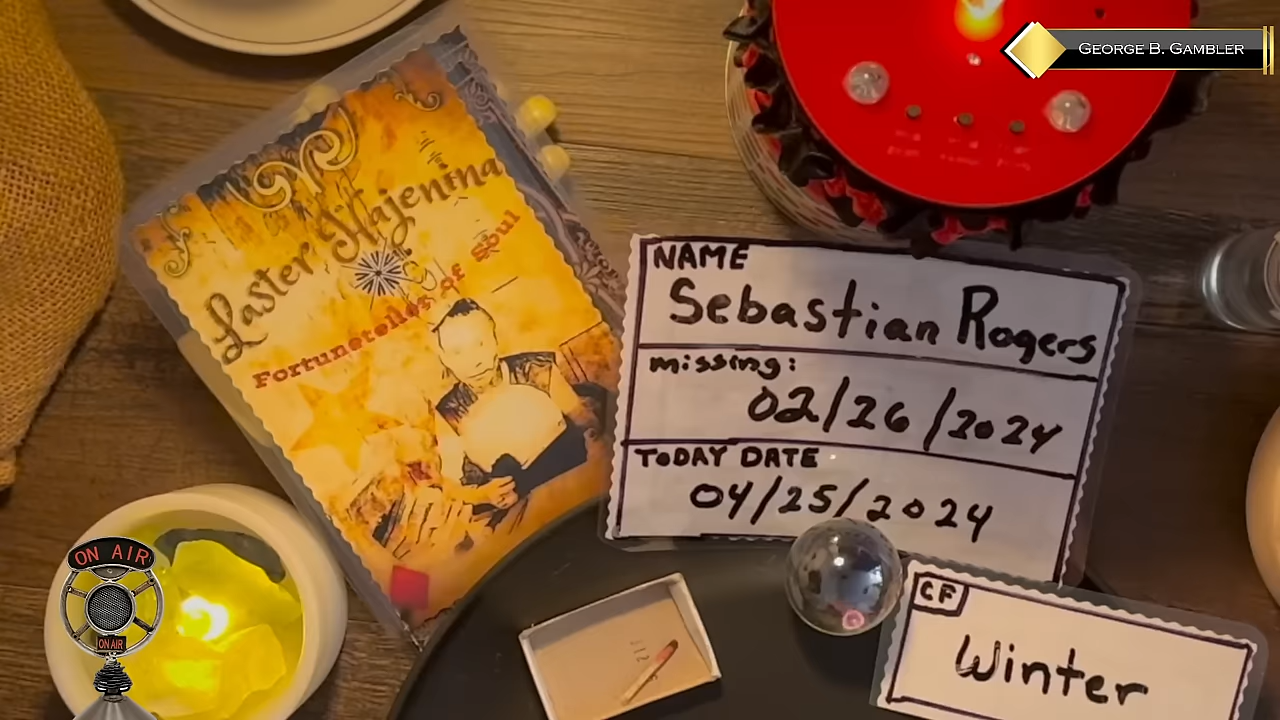 GEORGE B. GAMBLER
Laster Hajenina
Fortuneteller of Soul
NAME
Sebastian Rogers
missing:
02/26/2024
TODAY DATE
04/25/2024
CF
Winter
ON AIR
ON AIR